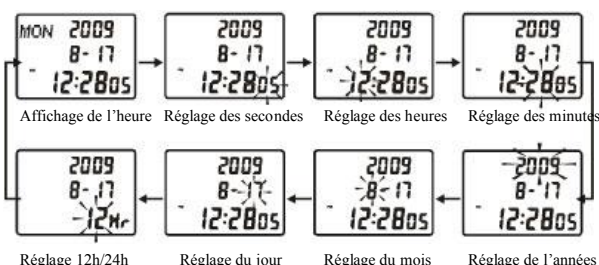 MON 2009
8-17
12:28 05
Affichage de l'heure
2009
8-17
12:28 05
Réglage des secondes
2009
8-17
12:28 05
Réglage des heures
2009
8-17
12:28 05
Réglage des minutes
2009
8-17
12:28 05
Réglage de l'années
2009
8-17
12:28 05
Réglage du mois
2009
8-17
12:28 05
Réglage du jour
2009
8-17
12Hr
Réglage 12h/24h